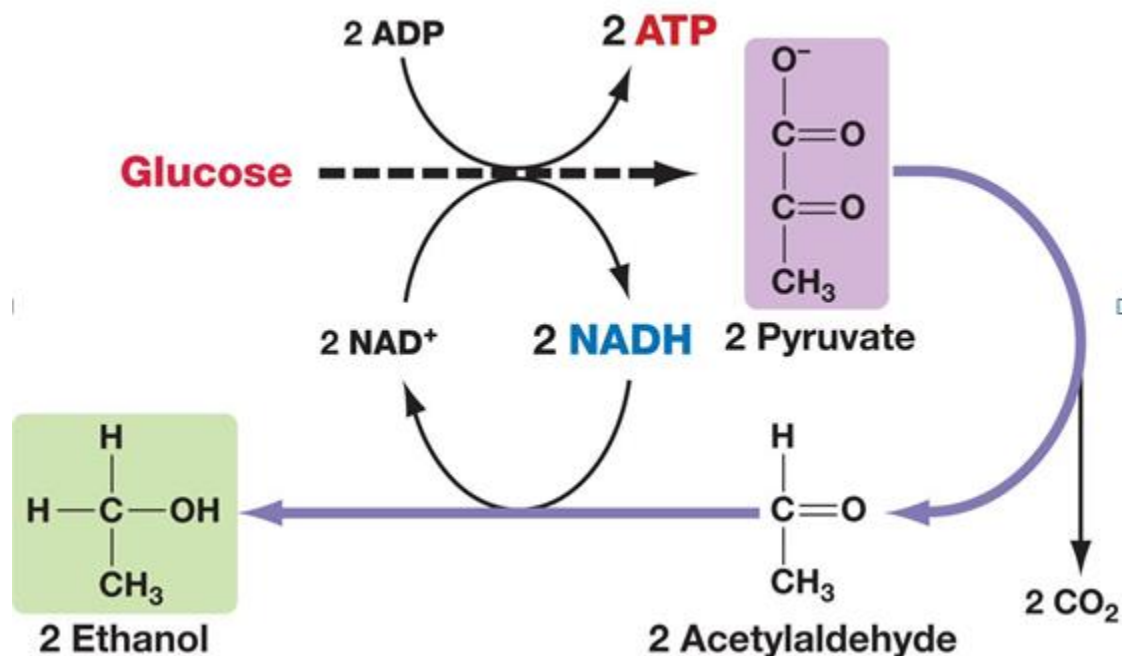 2 ADP
2 ATP
O⁻
C=O
Glucose
C=O
CH₃
2 NAD⁺
2 NADH
2 Pyruvate
H
H—C—OH
CH₃
2 Ethanol
H
C=O
CH₃
2 Acetylaldehyde
2 CO₂